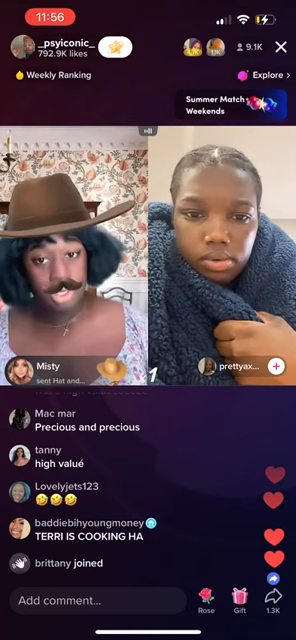 11:56
_psyiconic_
792.9K likes
9.1K
Weekly Ranking
Explore >
Summer Match
Weekends
Misty
sent Hat and...
prettyax...
1
Mac mar
Precious and precious
tanny
high valué
Lovelyjets123
🤣🤣🤣
baddiebihyoungmoney
TERRI IS COOKING HA
brittany joined
Add comment...
Rose
Gift
1.3K